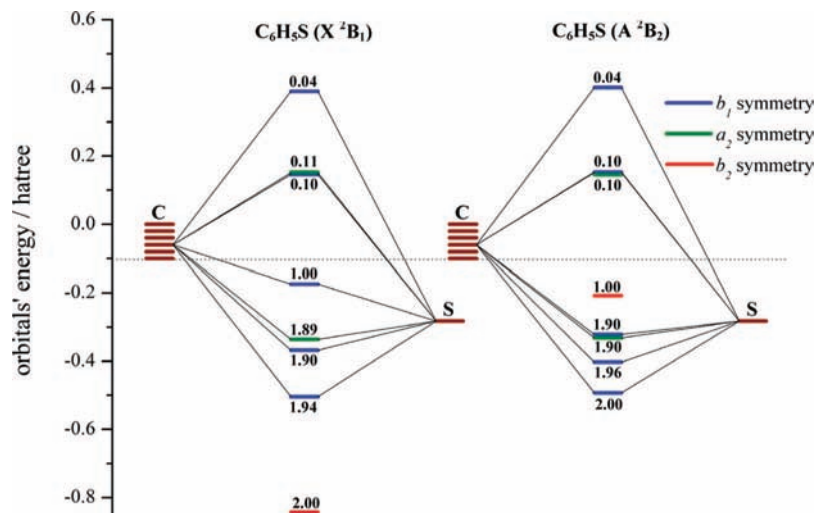 C₆H₅S (X ²B₁) C₆H₅S (A ²B₂)
0.6
0.4
0.2
0.0
-0.2
-0.4
-0.6
-0.8
orbitals' energy / hatree
C
S
0.04
0.11
0.10
1.00
1.89
1.90
1.94
2.00
C
S
0.04
0.10
0.10
1.00
1.90
1.90
1.96
2.00
b₁ symmetry
a₂ symmetry
b₂ symmetry